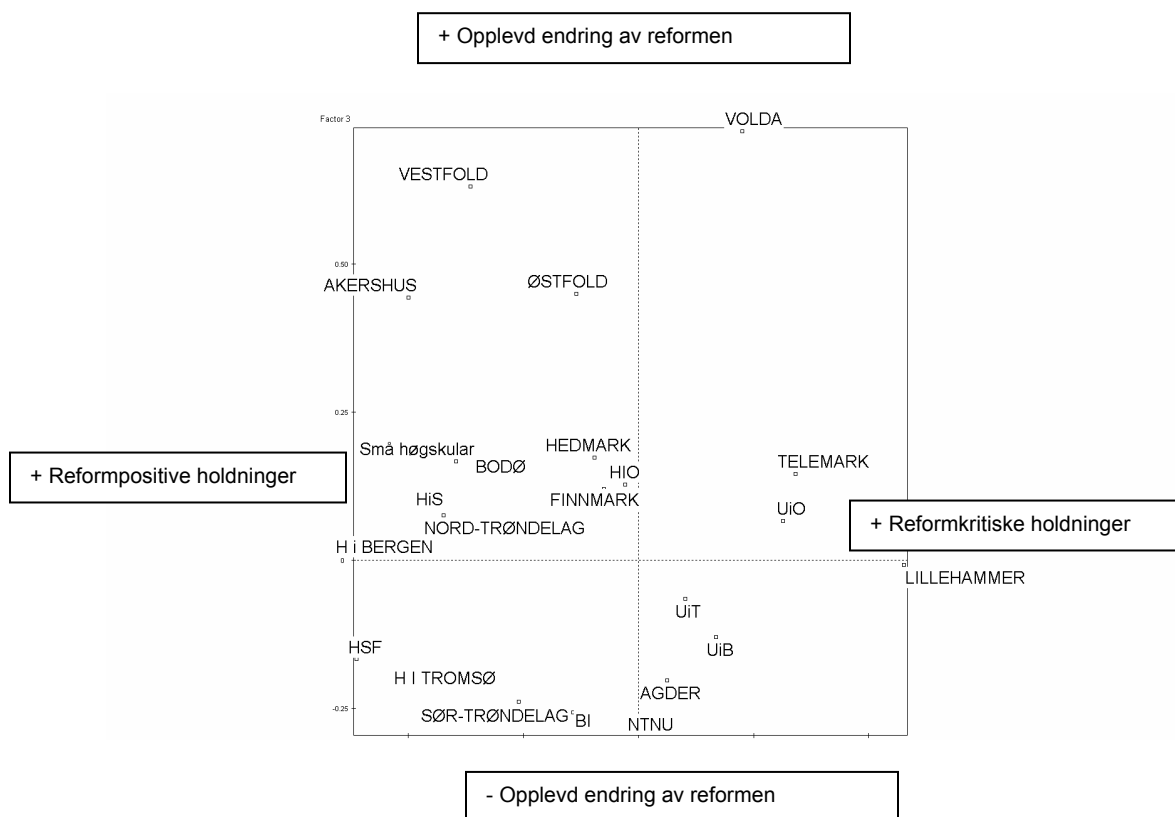 + Opplevd endring av reformen
Factor 3
VOLDA
VESTFOLD
0.50
AKERSHUS
ØSTFOLD
0.25
Små høgskular
HEDMARK
BODØ
HIO
TELEMARK
+ Reformpositive holdninger
HiS
FINNMARK
UiO
NORD-TRØNDELAG
+ Reformkritiske holdninger
H i BERGEN
0
LILLEHAMMER
UiT
HSF
UiB
H I TROMSØ
AGDER
-0.25
SØR-TRØNDELAG
BI
NTNU
- Opplevd endring av reformen